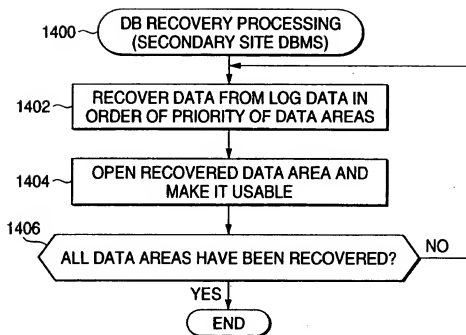 1400
DB RECOVERY PROCESSING
(SECONDARY SITE DBMS)
1402
RECOVER DATA FROM LOG DATA IN
ORDER OF PRIORITY OF DATA AREAS
1404
OPEN RECOVERED DATA AREA AND
MAKE IT USABLE
1406
ALL DATA AREAS HAVE BEEN RECOVERED?
NO
YES
END